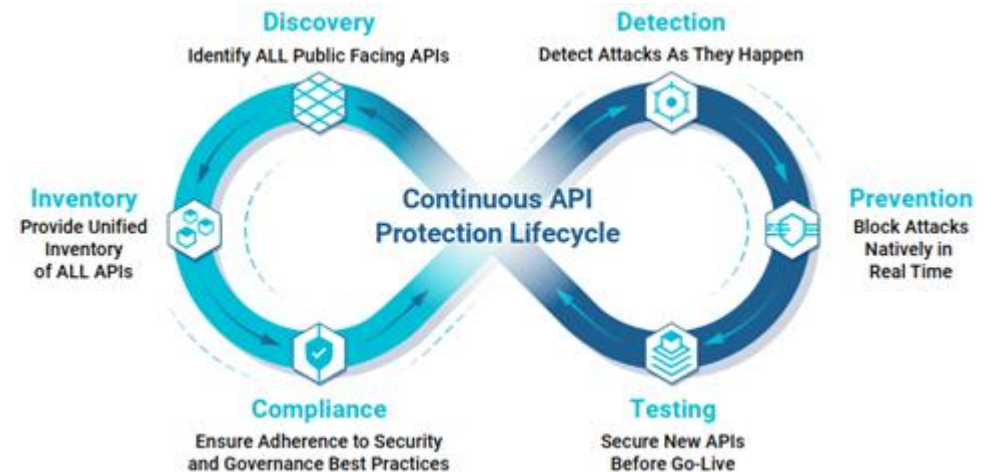 Discovery
Identify ALL Public Facing APIs
Detection
Detect Attacks As They Happen
Inventory
Provide Unified
Inventory
of ALL APIs
Continuous API
Protection Lifecycle
Prevention
Block Attacks
Natively in
Real Time
Compliance
Ensure Adherence to Security
and Governance Best Practices
Testing
Secure New APIs
Before Go-Live